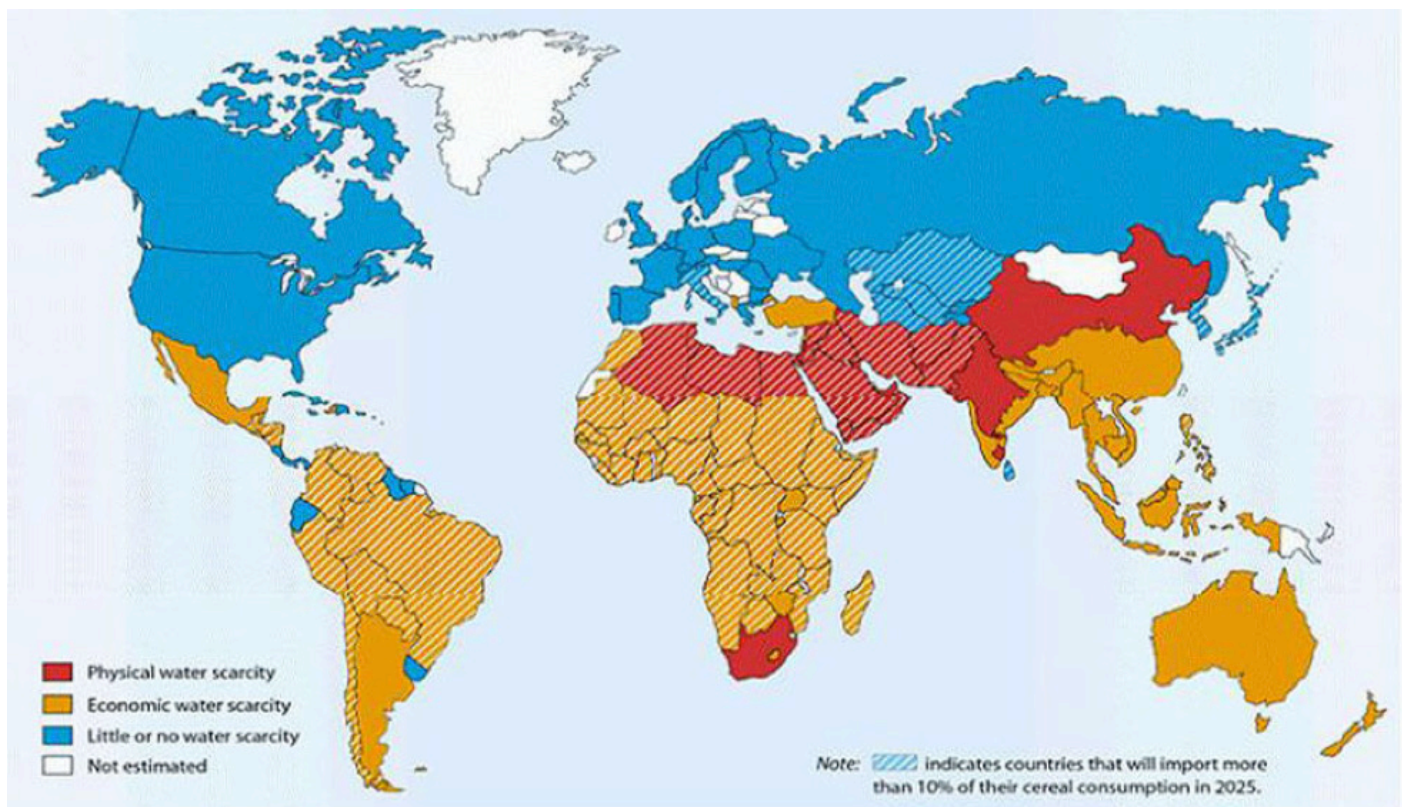 Physical water scarcity
Economic water scarcity
Little or no water scarcity
Not estimated
Note: indicates countries that will import more
than 10% of their cereal consumption in 2025.